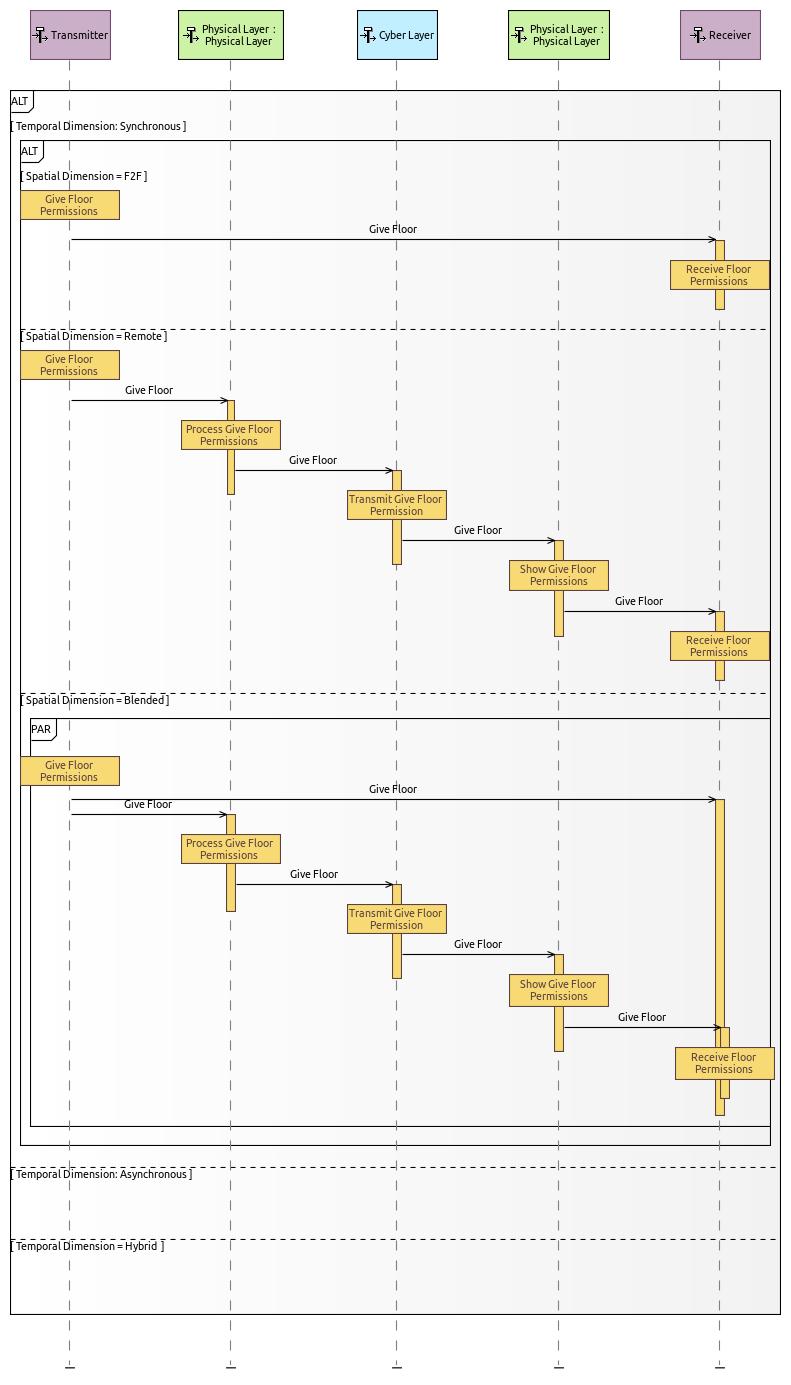 Transmitter
Physical Layer :
Physical Layer
Cyber Layer
Physical Layer :
Physical Layer
Receiver
ALT
[ Temporal Dimension: Synchronous ]
ALT
[ Spatial Dimension = F2F ]
Give Floor
Permissions
Give Floor
Receive Floor
Permissions
[ Spatial Dimension = Remote ]
Give Floor
Permissions
Give Floor
Process Give Floor
Permissions
Give Floor
Transmit Give Floor
Permission
Give Floor
Show Give Floor
Permissions
Give Floor
Receive Floor
Permissions
[ Spatial Dimension = Blended ]
PAR
Give Floor
Permissions
Give Floor
Give Floor
Process Give Floor
Permissions
Give Floor
Transmit Give Floor
Permission
Give Floor
Show Give Floor
Permissions
Give Floor
Receive Floor
Permissions
[ Temporal Dimension: Asynchronous ]
[ Temporal Dimension = Hybrid ]